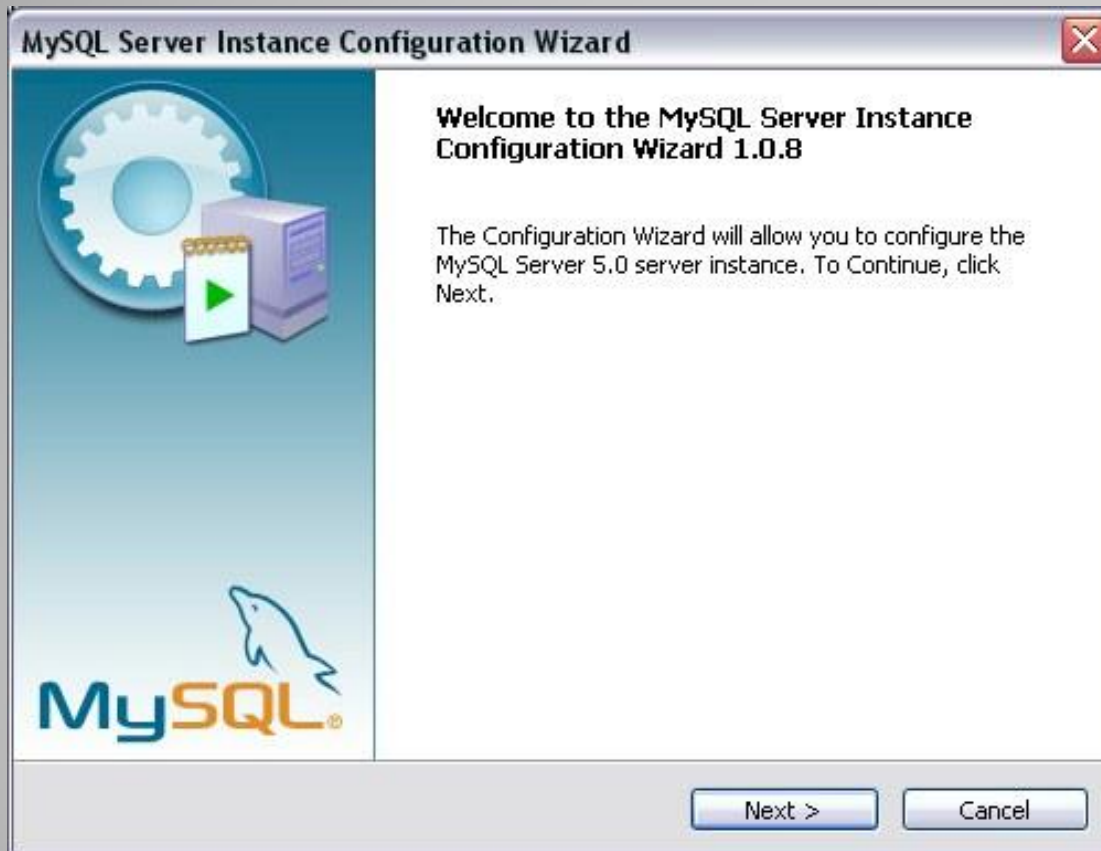 MySQL Server Instance Configuration Wizard
Welcome to the MySQL Server Instance
Configuration Wizard 1.0.8
The Configuration Wizard will allow you to configure the
MySQL Server 5.0 server instance. To Continue, click
Next.
MySQL®
Next >
Cancel